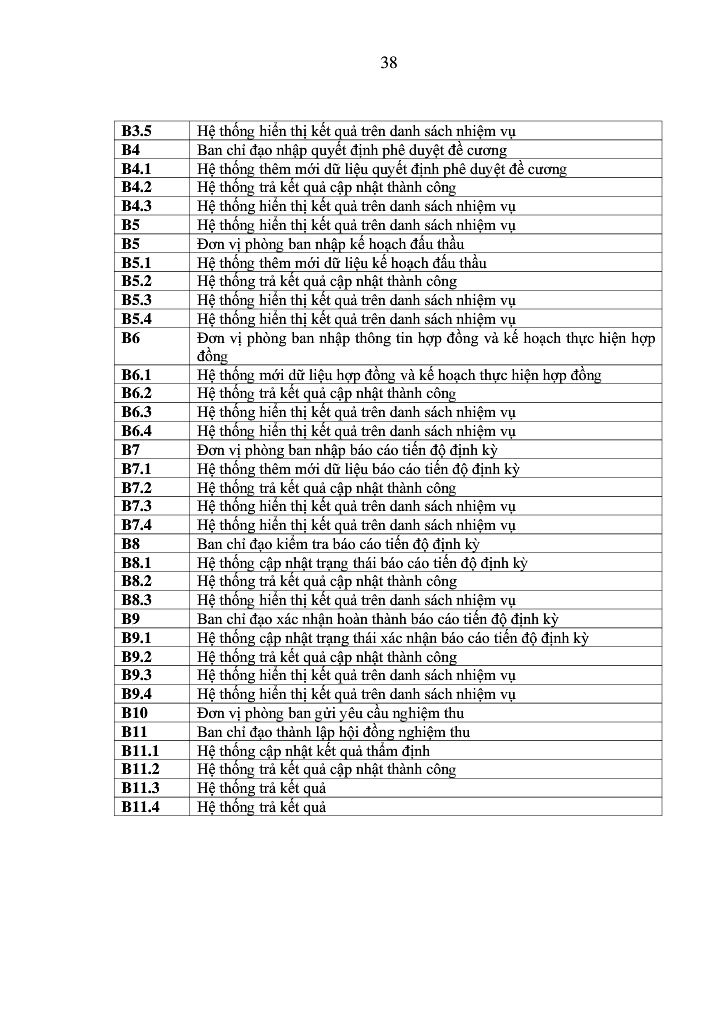 38
B3.5 Hệ thống hiển thị kết quả trên danh sách nhiệm vụ
B4 Ban chỉ đạo nhập quyết định phê duyệt đề cương
B4.1 Hệ thống thêm mới dữ liệu quyết định phê duyệt đề cương
B4.2 Hệ thống trả kết quả cập nhật thành công
B4.3 Hệ thống hiển thị kết quả trên danh sách nhiệm vụ
B5 Hệ thống hiển thị kết quả trên danh sách nhiệm vụ
B5 Đơn vị phòng ban nhập kế hoạch đấu thầu
B5.1 Hệ thống thêm mới dữ liệu kế hoạch đấu thầu
B5.2 Hệ thống trả kết quả cập nhật thành công
B5.3 Hệ thống hiển thị kết quả trên danh sách nhiệm vụ
B5.4 Hệ thống hiển thị kết quả trên danh sách nhiệm vụ
B6 Đơn vị phòng ban nhập thông tin hợp đồng và kế hoạch thực hiện hợp
đồng
B6.1 Hệ thống mới dữ liệu hợp đồng và kế hoạch thực hiện hợp đồng
B6.2 Hệ thống trả kết quả cập nhật thành công
B6.3 Hệ thống hiển thị kết quả trên danh sách nhiệm vụ
B6.4 Hệ thống hiển thị kết quả trên danh sách nhiệm vụ
B7 Đơn vị phòng ban nhập báo cáo tiến độ định kỳ
B7.1 Hệ thống thêm mới dữ liệu báo cáo tiến độ định kỳ
B7.2 Hệ thống trả kết quả cập nhật thành công
B7.3 Hệ thống hiển thị kết quả trên danh sách nhiệm vụ
B7.4 Hệ thống hiển thị kết quả trên danh sách nhiệm vụ
B8 Ban chỉ đạo kiểm tra báo cáo tiến độ định kỳ
B8.1 Hệ thống cập nhật trạng thái báo cáo tiến độ định kỳ
B8.2 Hệ thống trả kết quả cập nhật thành công
B8.3 Hệ thống hiển thị kết quả trên danh sách nhiệm vụ
B9 Ban chỉ đạo xác nhận hoàn thành báo cáo tiến độ định kỳ
B9.1 Hệ thống cập nhật trạng thái xác nhận báo cáo tiến độ định kỳ
B9.2 Hệ thống trả kết quả cập nhật thành công
B9.3 Hệ thống hiển thị kết quả trên danh sách nhiệm vụ
B9.4 Hệ thống hiển thị kết quả trên danh sách nhiệm vụ
B10 Đơn vị phòng ban gửi yêu cầu nghiệm thu
B11 Ban chỉ đạo thành lập hội đồng nghiệm thu
B11.1 Hệ thống cập nhật kết quả thẩm định
B11.2 Hệ thống trả kết quả cập nhật thành công
B11.3 Hệ thống trả kết quả
B11.4 Hệ thống trả kết quả